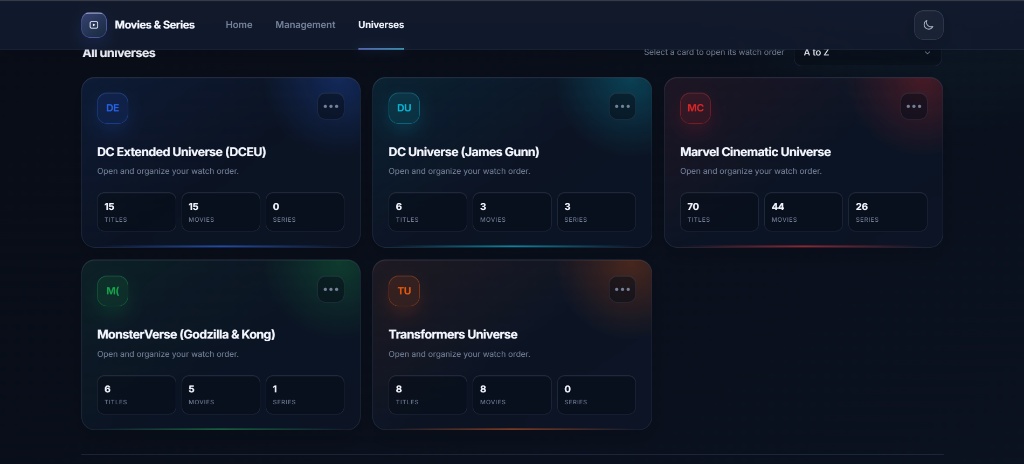 Movies & Series
Home
Management
Universes
All universes
Select a card to open its watch order
A to Z
DE
DC Extended Universe (DCEU)
Open and organize your watch order.
15
TITLES
15
MOVIES
0
SERIES
DU
DC Universe (James Gunn)
Open and organize your watch order.
6
TITLES
3
MOVIES
3
SERIES
MC
Marvel Cinematic Universe
Open and organize your watch order.
70
TITLES
44
MOVIES
26
SERIES
M(
MonsterVerse (Godzilla & Kong)
Open and organize your watch order.
6
TITLES
5
MOVIES
1
SERIES
TU
Transformers Universe
Open and organize your watch order.
8
TITLES
8
MOVIES
0
SERIES